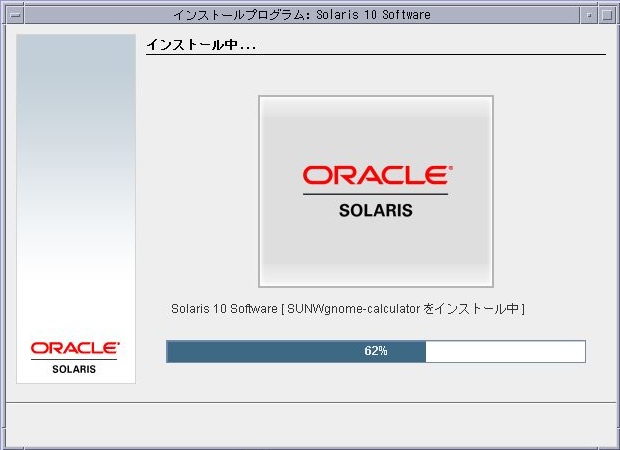 インストールプログラム: Solaris 10 Software
インストール中...
ORACLE
SOLARIS
Solaris 10 Software [ SUNWgnome-calculator をインストール中 ]
62%
ORACLE
SOLARIS